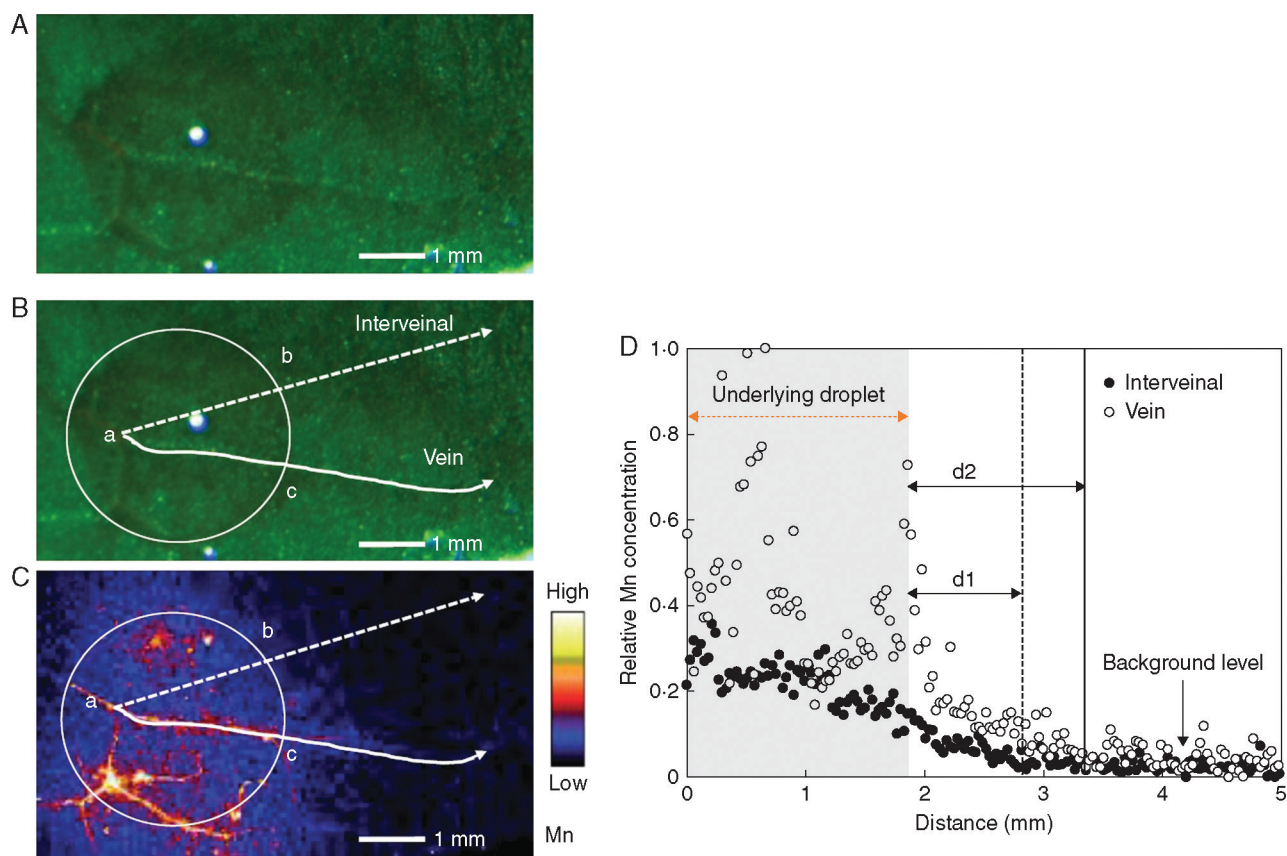 A
1 mm
B
Interveinal
b
a
Vein
c
1 mm
C
b
a
c
High
Low
Mn
1 mm
D
Relative Mn concentration
1·0
0·8
0·6
0·4
0·2
0
Underlying droplet
Interveinal
Vein
d2
d1
Background level
0
1
2
3
4
5
Distance (mm)